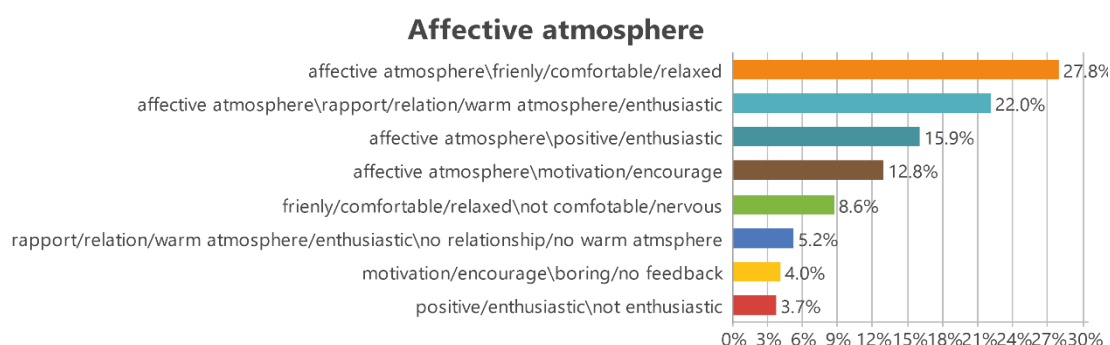 Affective atmosphere
affective atmosphere\frienly/comfortable/relaxed 27.8%
affective atmosphere\rapport/relation/warm atmosphere/enthusiastic 22.0%
affective atmosphere\positive/enthusiastic 15.9%
affective atmosphere\motivation/encourage 12.8%
frienly/comfortable/relaxed\not comfotable/nervous 8.6%
rapport/relation/warm atmosphere/enthusiastic\no relationship/no warm atmsphere 5.2%
motivation/encourage\boring/no feedback 4.0%
positive/enthusiastic\not enthusiastic 3.7%
0% 3% 6% 9% 12% 15% 18% 21% 24% 27% 30%